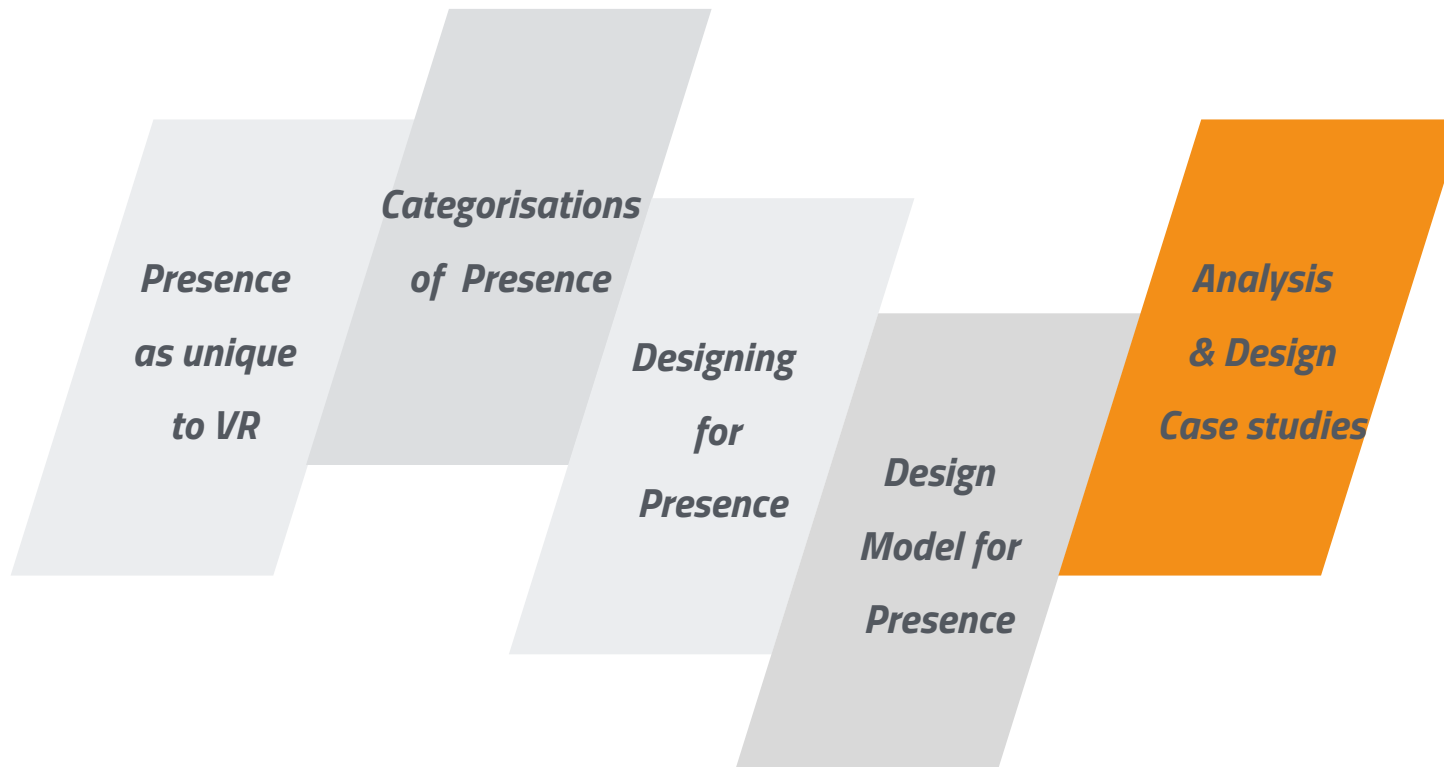 Presence
as unique
to VR
Categorisations
of Presence
Designing
for
Presence
Design
Model for
Presence
Analysis
& Design
Case studies